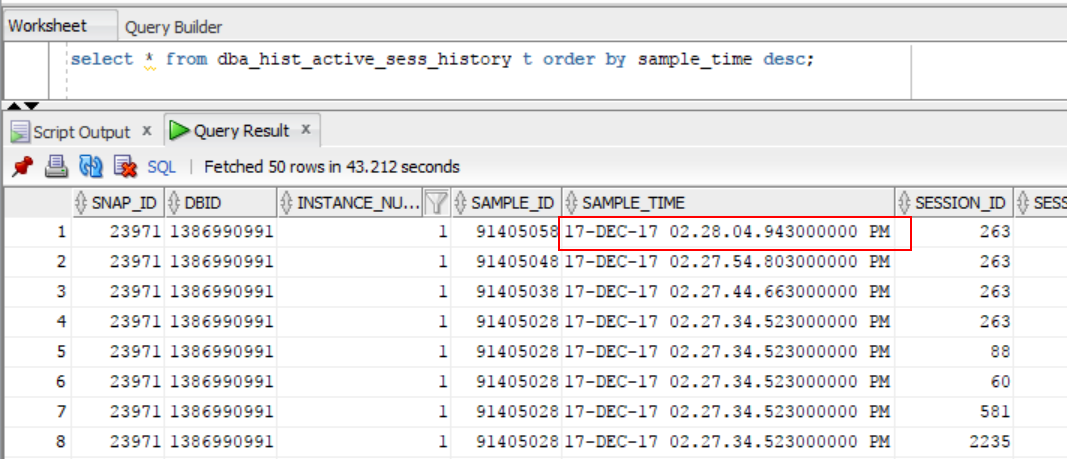 Worksheet Query Builder
select * from dba_hist_active_sess_history t order by sample_time desc;
Script Output x Query Result x
SQL | Fetched 50 rows in 43.212 seconds
SNAP_ID DBID INSTANCE_NU... SAMPLE_ID SAMPLE_TIME SESSION_ID SESS
1 23971 1386990991 1 91405058 17-DEC-17 02.28.04.943000000 PM 263
2 23971 1386990991 1 91405048 17-DEC-17 02.27.54.803000000 PM 263
3 23971 1386990991 1 91405038 17-DEC-17 02.27.44.663000000 PM 263
4 23971 1386990991 1 91405028 17-DEC-17 02.27.34.523000000 PM 263
5 23971 1386990991 1 91405028 17-DEC-17 02.27.34.523000000 PM 88
6 23971 1386990991 1 91405028 17-DEC-17 02.27.34.523000000 PM 60
7 23971 1386990991 1 91405028 17-DEC-17 02.27.34.523000000 PM 581
8 23971 1386990991 1 91405028 17-DEC-17 02.27.34.523000000 PM 2235